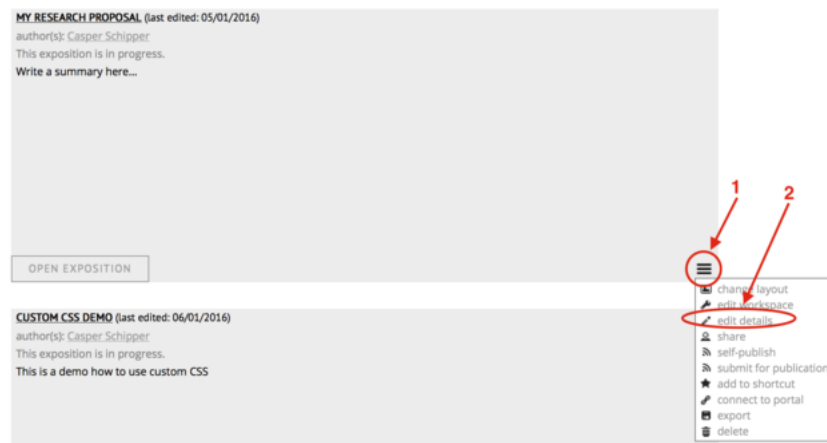 MY RESEARCH PROPOSAL (last edited: 05/01/2016)
author(s): Casper Schipper
This exposition is in progress.
Write a summary here...
1
2
OPEN EXPOSITION
change layout
edit workspace
edit details
share
self-publish
submit for publication
add to shortcut
connect to portal
export
delete
CUSTOM CSS DEMO (last edited: 06/01/2016)
author(s): Casper Schipper
This exposition is in progress.
This is a demo how to use custom CSS